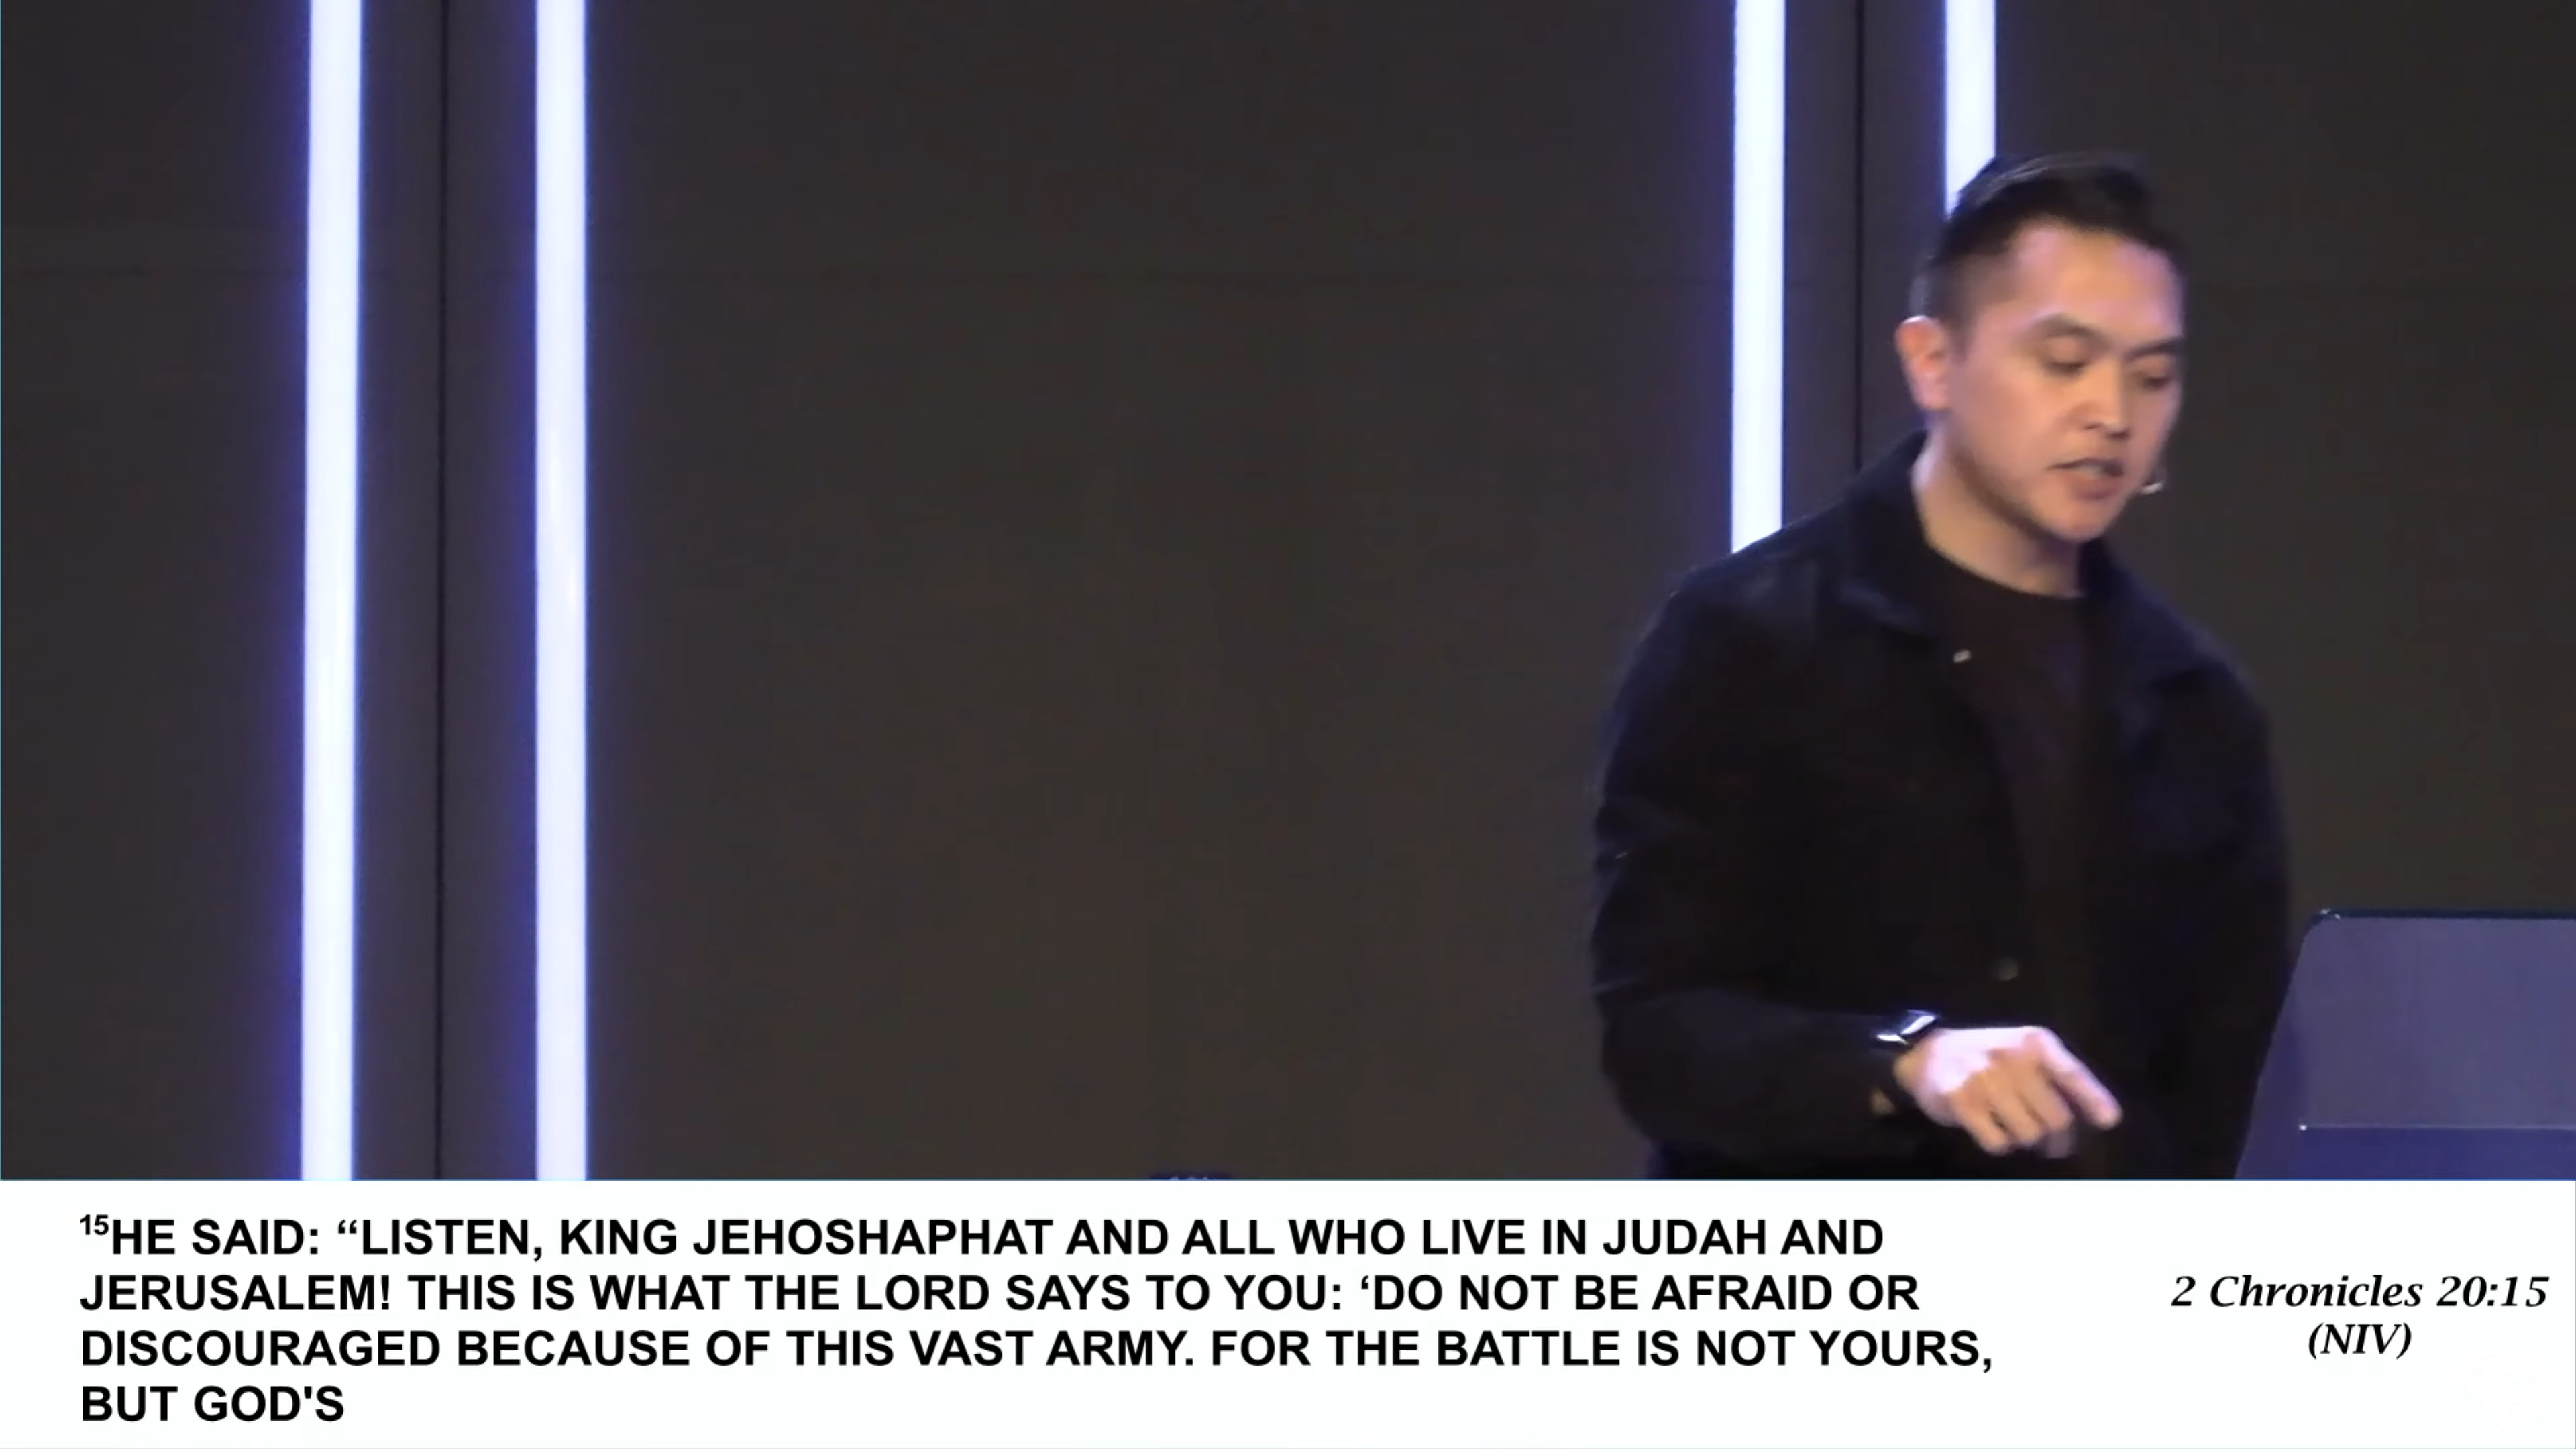 ¹⁵HE SAID: “LISTEN, KING JEHOSHAPHAT AND ALL WHO LIVE IN JUDAH AND
JERUSALEM! THIS IS WHAT THE LORD SAYS TO YOU: ‘DO NOT BE AFRAID OR
DISCOURAGED BECAUSE OF THIS VAST ARMY. FOR THE BATTLE IS NOT YOURS,
BUT GOD'S
2 Chronicles 20:15
(NIV)